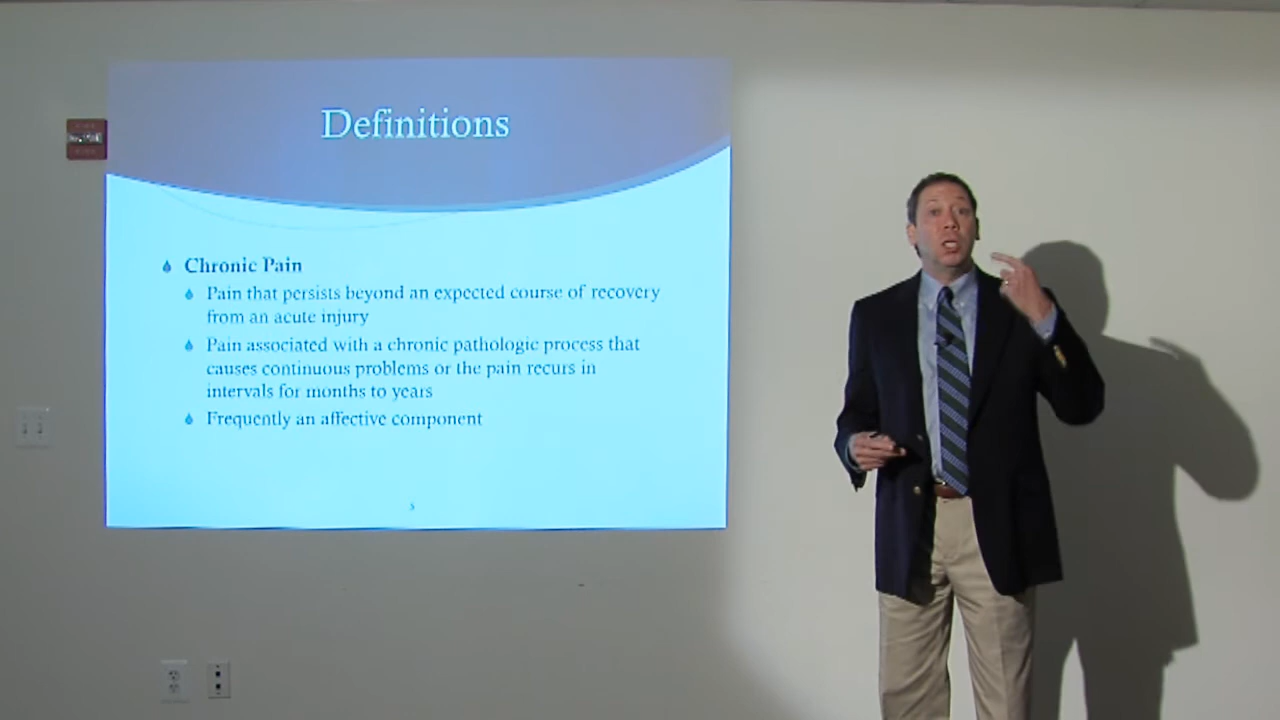 Definitions
Chronic Pain
Pain that persists beyond an expected course of recovery
from an acute injury
Pain associated with a chronic pathologic process that
causes continuous problems or the pain recurs in
intervals for months to years
Frequently an affective component